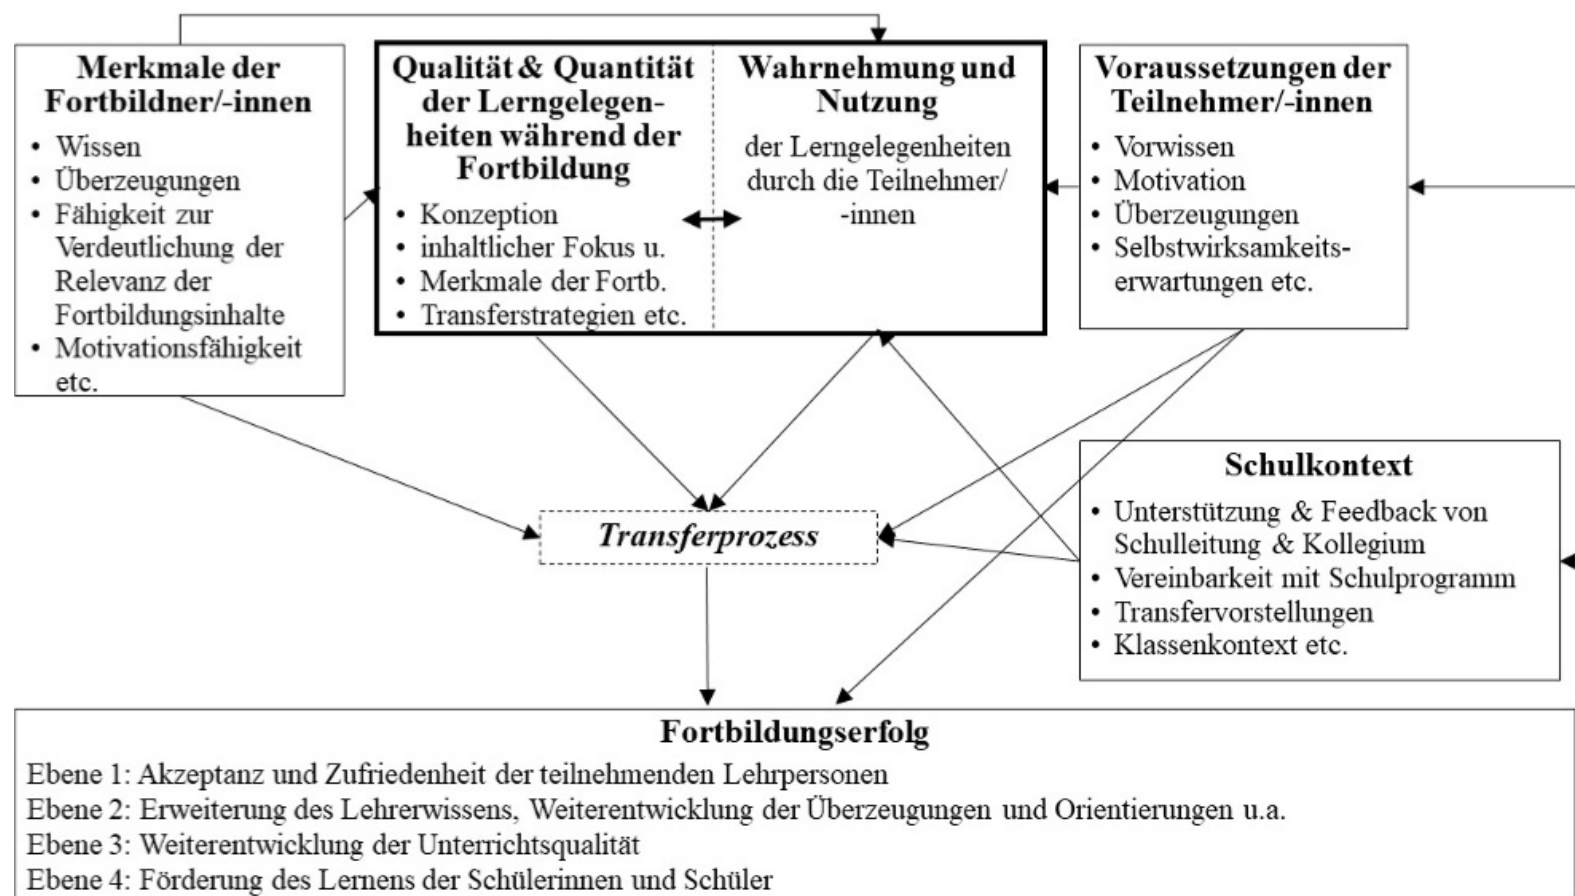 Merkmale der
Fortbildner/-innen
• Wissen
• Überzeugungen
• Fähigkeit zur
Verdeutlichung der
Relevanz der
Fortbildungsinhalte
• Motivationsfähigkeit
etc.
Qualität & Quantität
der Lerngelegen-
heiten während der
Fortbildung
• Konzeption
• inhaltlicher Fokus u.
• Merkmale der Fortb.
• Transferstrategien etc.
Wahrnehmung und
Nutzung
der Lerngelegenheiten
durch die Teilnehmer/
-innen
Voraussetzungen der
Teilnehmer/-innen
• Vorwissen
• Motivation
• Überzeugungen
• Selbstwirksamkeits-
erwartungen etc.
Transferprozess
Schulkontext
• Unterstützung & Feedback von
Schulleitung & Kollegium
• Vereinbarkeit mit Schulprogramm
• Transfervorstellungen
• Klassenkontext etc.
Fortbildungserfolg
Ebene 1: Akzeptanz und Zufriedenheit der teilnehmenden Lehrpersonen
Ebene 2: Erweiterung des Lehrerwissens, Weiterentwicklung der Überzeugungen und Orientierungen u.a.
Ebene 3: Weiterentwicklung der Unterrichtsqualität
Ebene 4: Förderung des Lernens der Schülerinnen und Schüler